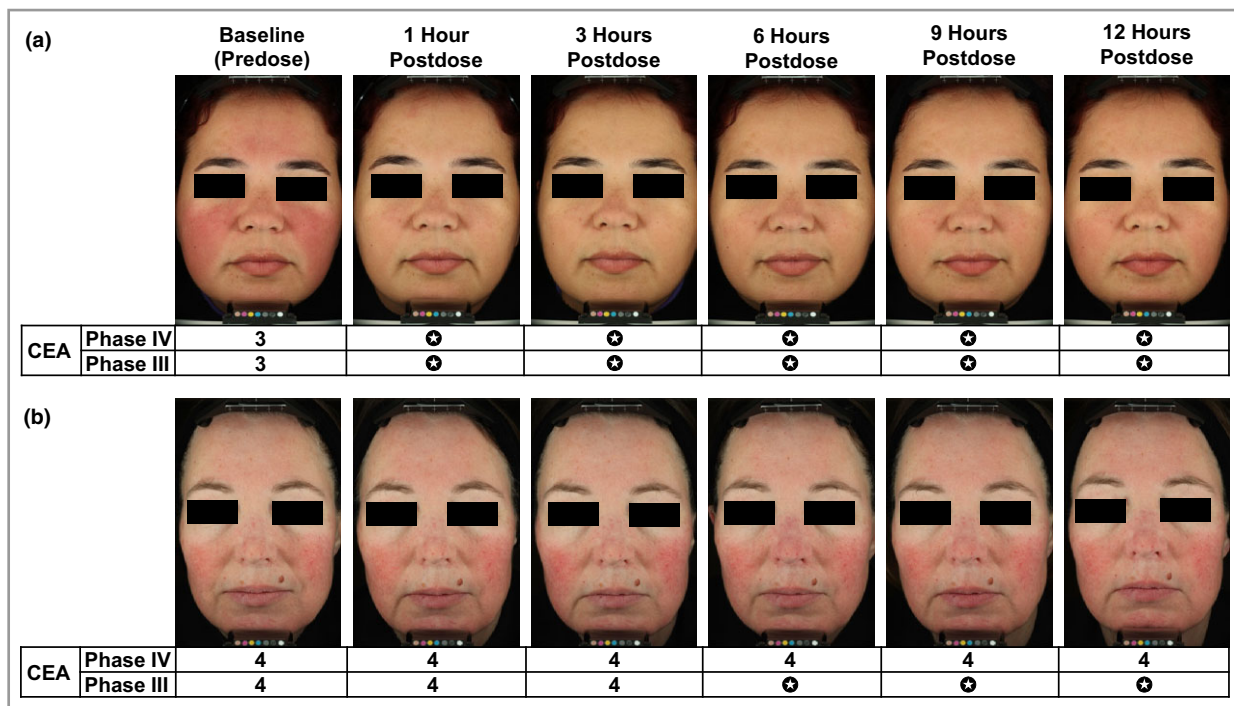 (a)
Baseline (Predose)
1 Hour Postdose
3 Hours Postdose
6 Hours Postdose
9 Hours Postdose
12 Hours Postdose
CEA
Phase IV 3 ✪ ✪ ✪ ✪ ✪
Phase III 3 ✪ ✪ ✪ ✪ ✪
(b)
CEA
Phase IV 4 4 4 4 4 4
Phase III 4 4 4 ✪ ✪ ✪